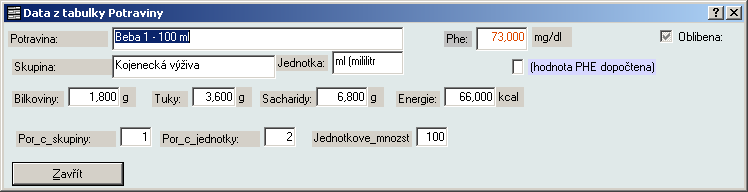 Data z tabulky Potraviny
Potravina: Beba 1 - 100 ml Phe: 73,000 mg/dl Oblibena:
Skupina: Kojenecká výživa Jednotka: ml (mililitr (hodnota PHE dopočtena)
Bilkoviny: 1,800 g Tuky: 3,600 g Sacharidy: 6,800 g Energie: 66,000 kcal
Por_c_skupiny: 1 Por_c_jednotky: 2 Jednotkove_mnozst 100
Zavřít